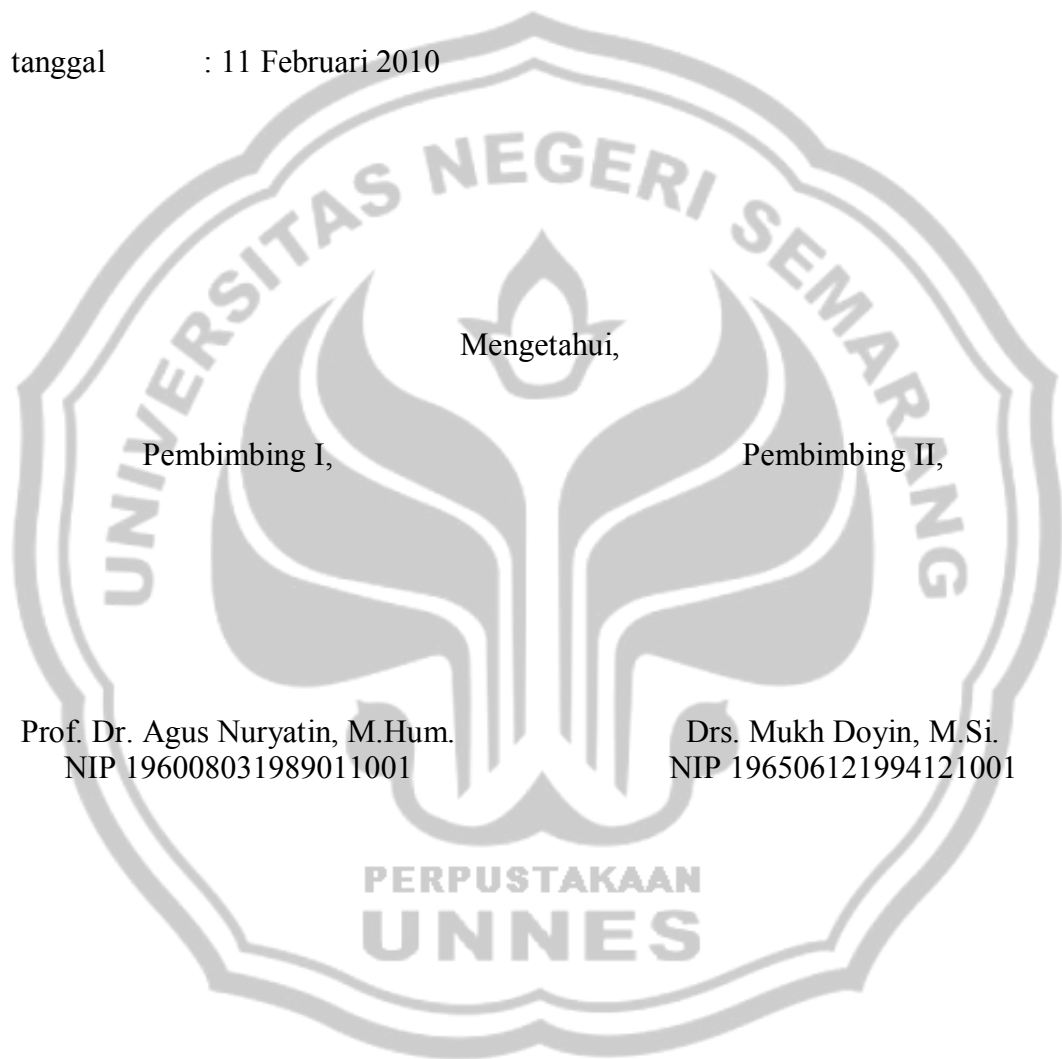 tanggal : 11 Februari 2010
UNIVERSITAS NEGERI SEMARANG
Mengetahui,
Pembimbing I, Pembimbing II,
Prof. Dr. Agus Nuryatin, M.Hum. Drs. Mukh Doyin, M.Si.
NIP 196008031989011001 NIP 196506121994121001
PERPUSTAKAAN
UNNES